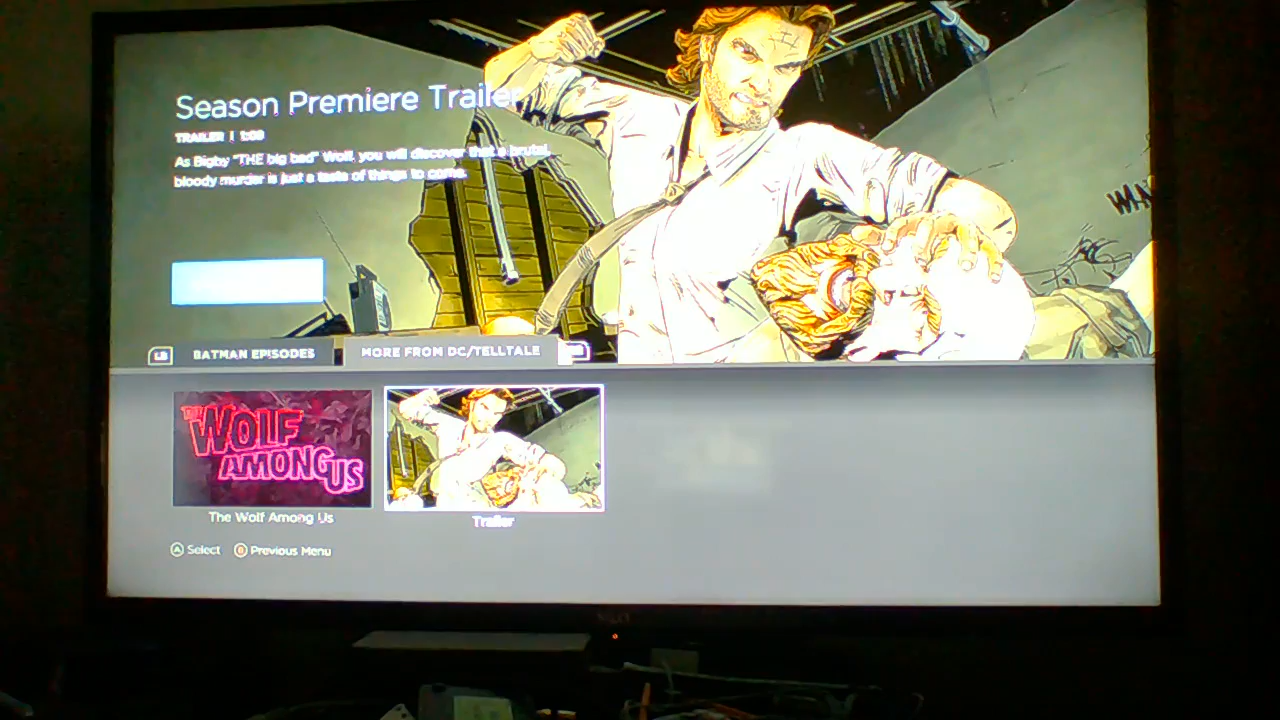 Season Premiere Trailer
TRAILER | 1:09
As Bigby "THE big bad" Wolf, you will discover that a brutal,
bloody murder is just a taste of things to come.
LB BATMAN EPISODES MORE FROM DC/TELLTALE
THE WOLF AMONG US
The Wolf Among Us
Trailer
A Select B Previous Menu